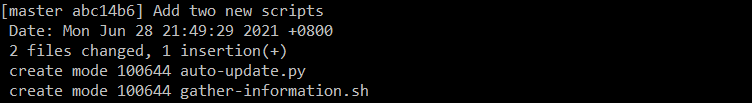 [master abc14b6] Add two new scripts
Date: Mon Jun 28 21:49:29 2021 +0800
2 files changed, 1 insertion(+)
create mode 100644 auto-update.py
create mode 100644 gather-information.sh